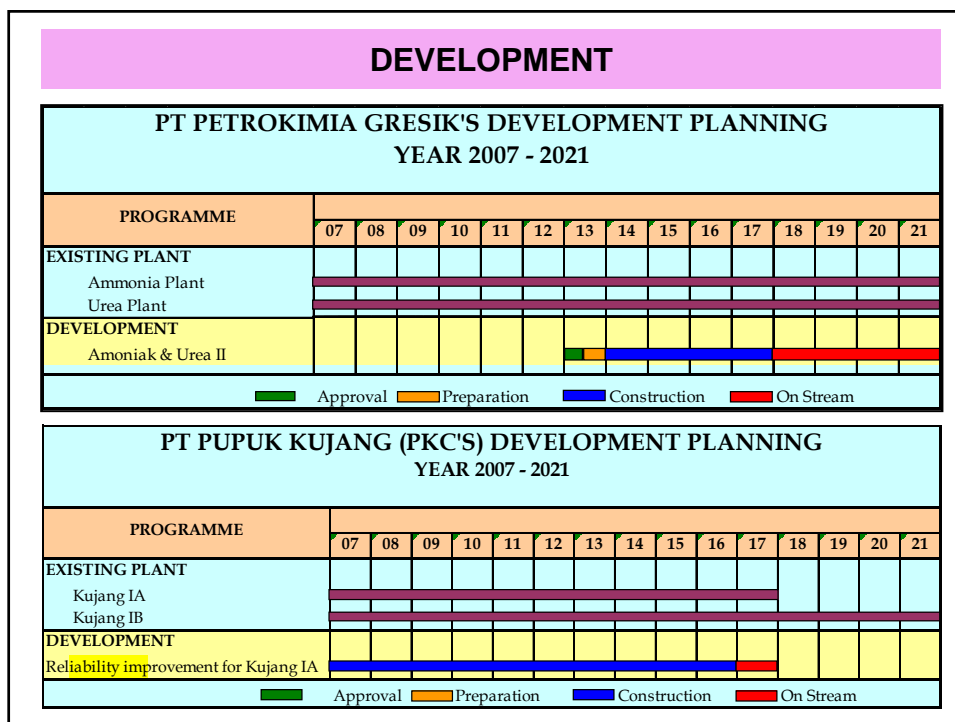 DEVELOPMENT
PT PETROKIMIA GRESIK'S DEVELOPMENT PLANNING
YEAR 2007 - 2021
PROGRAMME
07 08 09 10 11 12 13 14 15 16 17 18 19 20 21
EXISTING PLANT
Ammonia Plant
Urea Plant
DEVELOPMENT
Amoniak & Urea II
Approval Preparation Construction On Stream
PT PUPUK KUJANG (PKC'S) DEVELOPMENT PLANNING
YEAR 2007 - 2021
PROGRAMME
07 08 09 10 11 12 13 14 15 16 17 18 19 20 21
EXISTING PLANT
Kujang IA
Kujang IB
DEVELOPMENT
Reliability improvement for Kujang IA
Approval Preparation Construction On Stream